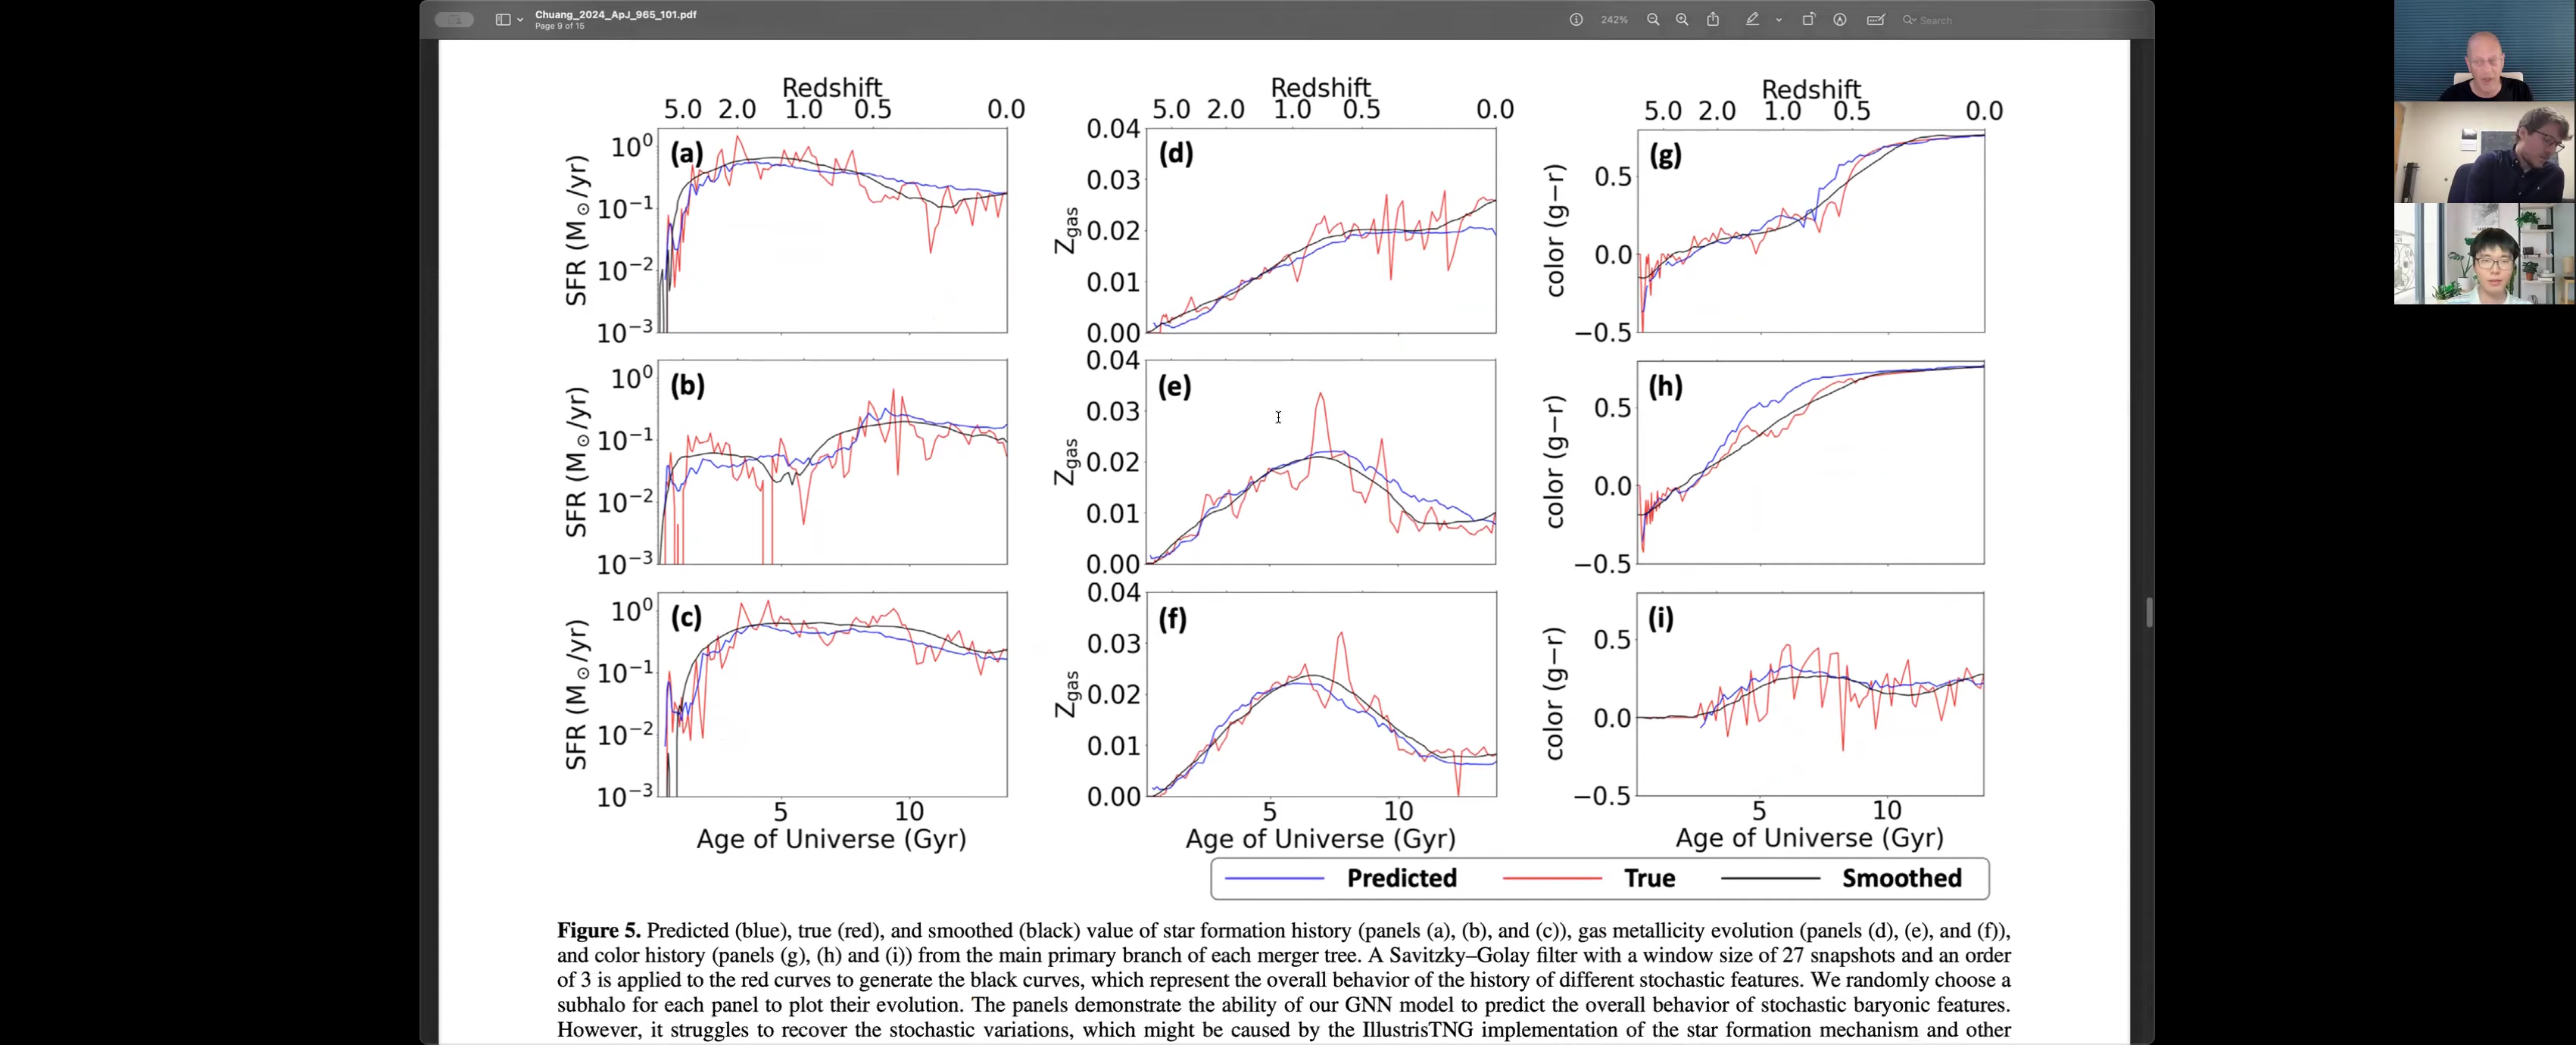 Chuang_2024_ApJ_965_101.pdf
Page 9 of 15
242%
Search
Redshift
5.0 2.0 1.0 0.5 0.0
Redshift
5.0 2.0 1.0 0.5 0.0
Redshift
5.0 2.0 1.0 0.5 0.0
SFR (M⊙/yr)
10⁰
10⁻¹
10⁻²
10⁻³
(a)
Zgas
0.04
0.03
0.02
0.01
0.00
(d)
color (g−r)
0.5
0.0
−0.5
(g)
SFR (M⊙/yr)
10⁰
10⁻¹
10⁻²
10⁻³
(b)
Zgas
0.04
0.03
0.02
0.01
0.00
(e)
color (g−r)
0.5
0.0
−0.5
(h)
SFR (M⊙/yr)
10⁰
10⁻¹
10⁻²
10⁻³
(c)
Zgas
0.04
0.03
0.02
0.01
0.00
(f)
color (g−r)
0.5
0.0
−0.5
(i)
5 10
Age of Universe (Gyr)
5 10
Age of Universe (Gyr)
5 10
Age of Universe (Gyr)
Predicted True Smoothed
Figure 5. Predicted (blue), true (red), and smoothed (black) value of star formation history (panels (a), (b), and (c)), gas metallicity evolution (panels (d), (e), and (f)),
and color history (panels (g), (h) and (i)) from the main primary branch of each merger tree. A Savitzky–Golay filter with a window size of 27 snapshots and an order
of 3 is applied to the red curves to generate the black curves, which represent the overall behavior of the history of different stochastic features. We randomly choose a
subhalo for each panel to plot their evolution. The panels demonstrate the ability of our GNN model to predict the overall behavior of stochastic baryonic features.
However, it struggles to recover the stochastic variations, which might be caused by the IllustrisTNG implementation of the star formation mechanism and other